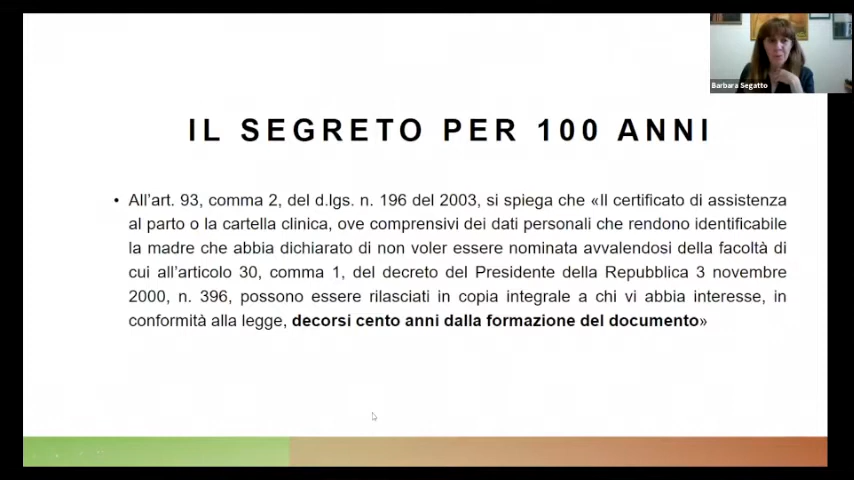 Barbara Segatto
IL SEGRETO PER 100 ANNI
• All'art. 93, comma 2, del d.lgs. n. 196 del 2003, si spiega che «Il certificato di assistenza
al parto o la cartella clinica, ove comprensivi dei dati personali che rendono identificabile
la madre che abbia dichiarato di non voler essere nominata avvalendosi della facoltà di
cui all'articolo 30, comma 1, del decreto del Presidente della Repubblica 3 novembre
2000, n. 396, possono essere rilasciati in copia integrale a chi vi abbia interesse, in
conformità alla legge, decorsi cento anni dalla formazione del documento»